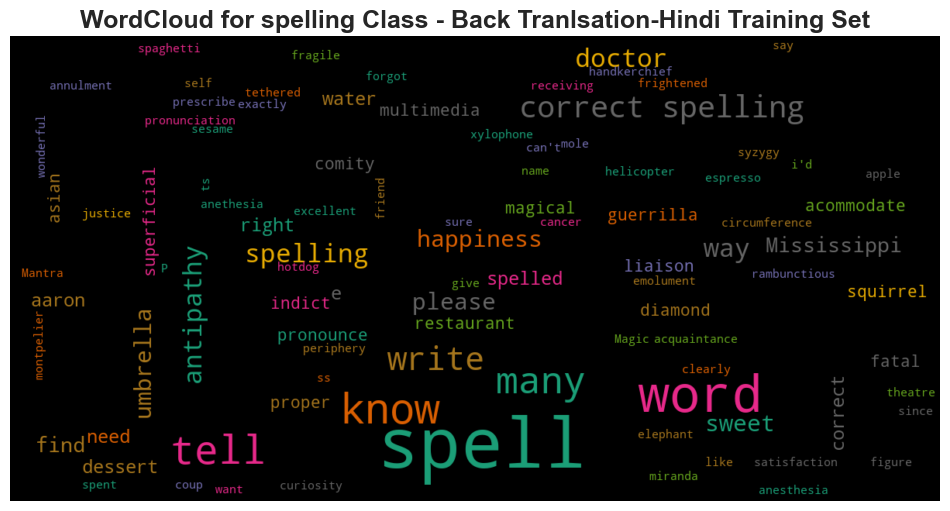 WordCloud for spelling Class - Back Tranlsation-Hindi Training Set
spaghetti
fragile
doctor
say
annulment
self
forgot
handkerchief
tethered
receiving
frightened
prescribe
exactly
water
multimedia
correct spelling
pronunciation
sesame
xylophone
can't
mole
wonderful
comity
syzygy
i'd
asian
superficial
ts
friend
name
helicopter
espresso
apple
justice
anethesia
excellent
magical
guerrilla
acommodate
right
sure
cancer
circumference
spelling
happiness
way
Mississippi
Mantra
p
hotdog
liaison
rambunctious
antipathy
give
spelled
emolument
aaron
indict
e
please
diamond
squirrel
montpelier
umbrella
pronounce
restaurant
Magic
acquaintance
periphery
write
fatal
ss
many
clearly
theatre
proper
know
word
correct
since
find
need
tell
spell
sweet
elephant
dessert
like
satisfaction
figure
spent
coup
want
curiosity
miranda
anesthesia